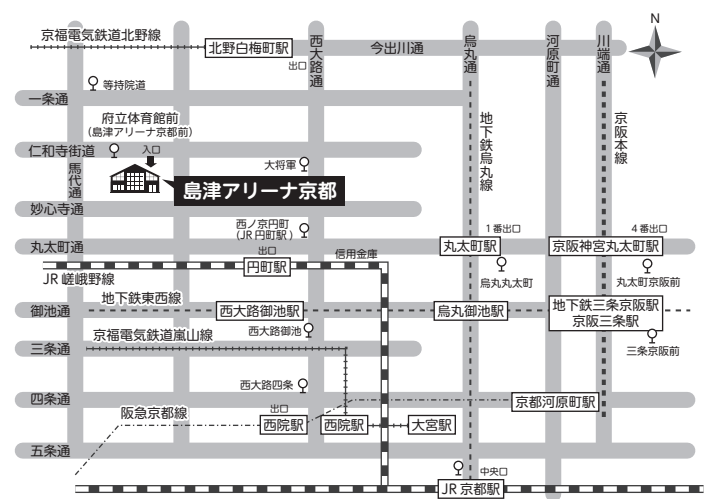 京福電気鉄道北野線
北野白梅町駅
出口
西大路通
今出川通
烏丸通
河原町通
川端通
N
等持院道
一条通
府立体育館前
(島津アリーナ京都前)
仁和寺街道
入口
馬代通
大将軍
島津アリーナ京都
地下鉄烏丸線
京阪本線
妙心寺通
西ノ京円町
(JR円町駅)
丸太町通
1番出口
丸太町駅
4番出口
京阪神宮丸太町駅
出口
円町駅
信用金庫
烏丸丸太町
丸太町京阪前
JR嵯峨野線
地下鉄東西線
御池通
西大路御池駅
烏丸御池駅
地下鉄三条京阪駅
京阪三条駅
西大路御池
京福電気鉄道嵐山線
三条通
三条京阪前
西大路四条
四条通
京都河原町駅
阪急京都線
出口
西院駅
西院駅
大宮駅
五条通
中央口
JR京都駅